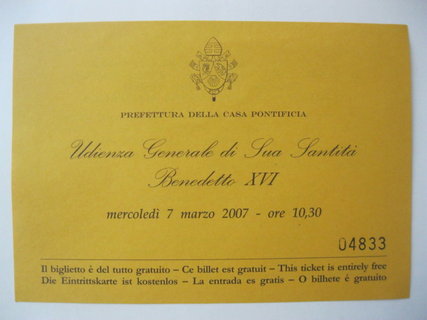 PREFETTURA DELLA CASA PONTIFICIA
Udienza Generale di Sua Santità
Benedetto XVI
mercoledì 7 marzo 2007 - ore 10,30
04833
Il biglietto è del tutto gratuito – Ce billet est gratuit – This ticket is entirely free
Die Eintrittskarte ist kostenlos – La entrada es gratis – O bilhete é gratuito